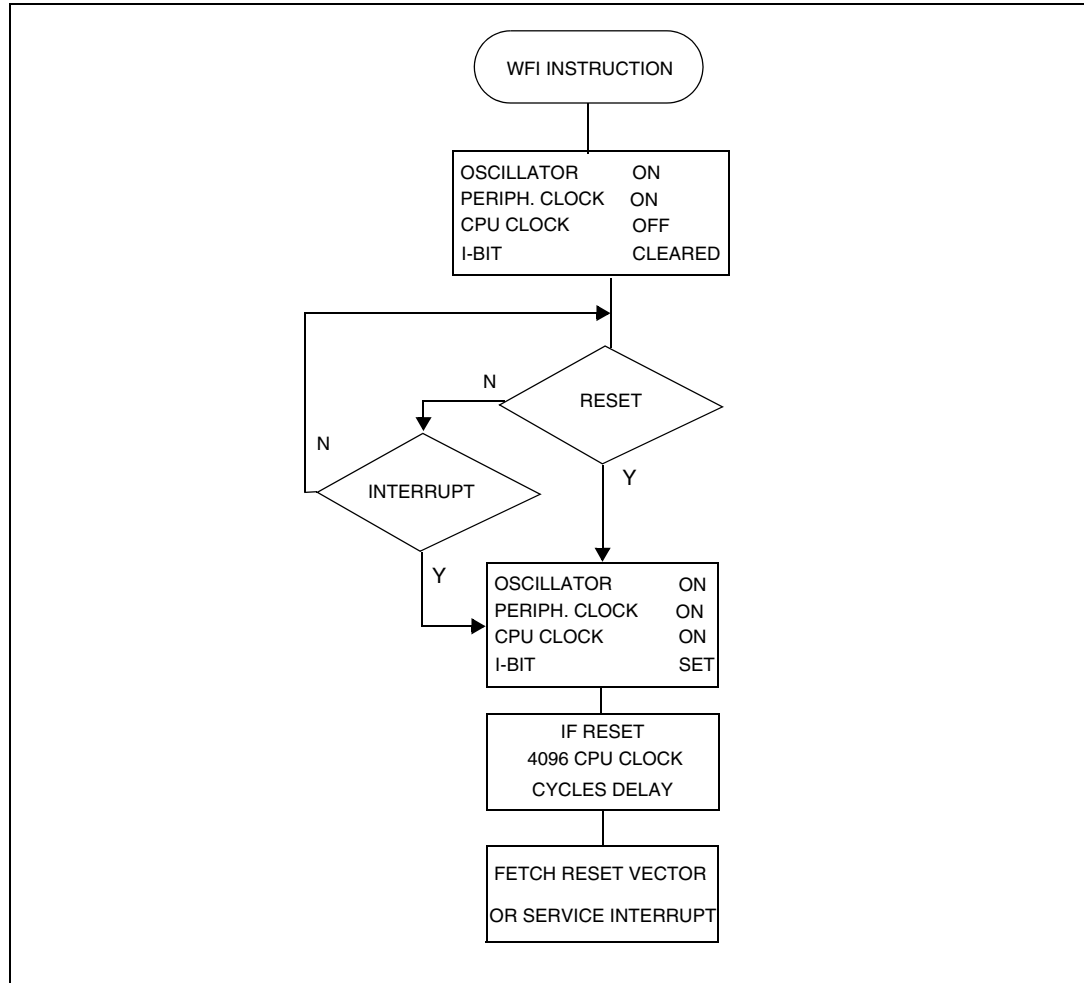 WFI INSTRUCTION
OSCILLATOR ON
PERIPH. CLOCK ON
CPU CLOCK OFF
I-BIT CLEARED
RESET
N
N
INTERRUPT
Y
Y
OSCILLATOR ON
PERIPH. CLOCK ON
CPU CLOCK ON
I-BIT SET
IF RESET
4096 CPU CLOCK
CYCLES DELAY
FETCH RESET VECTOR
OR SERVICE INTERRUPT